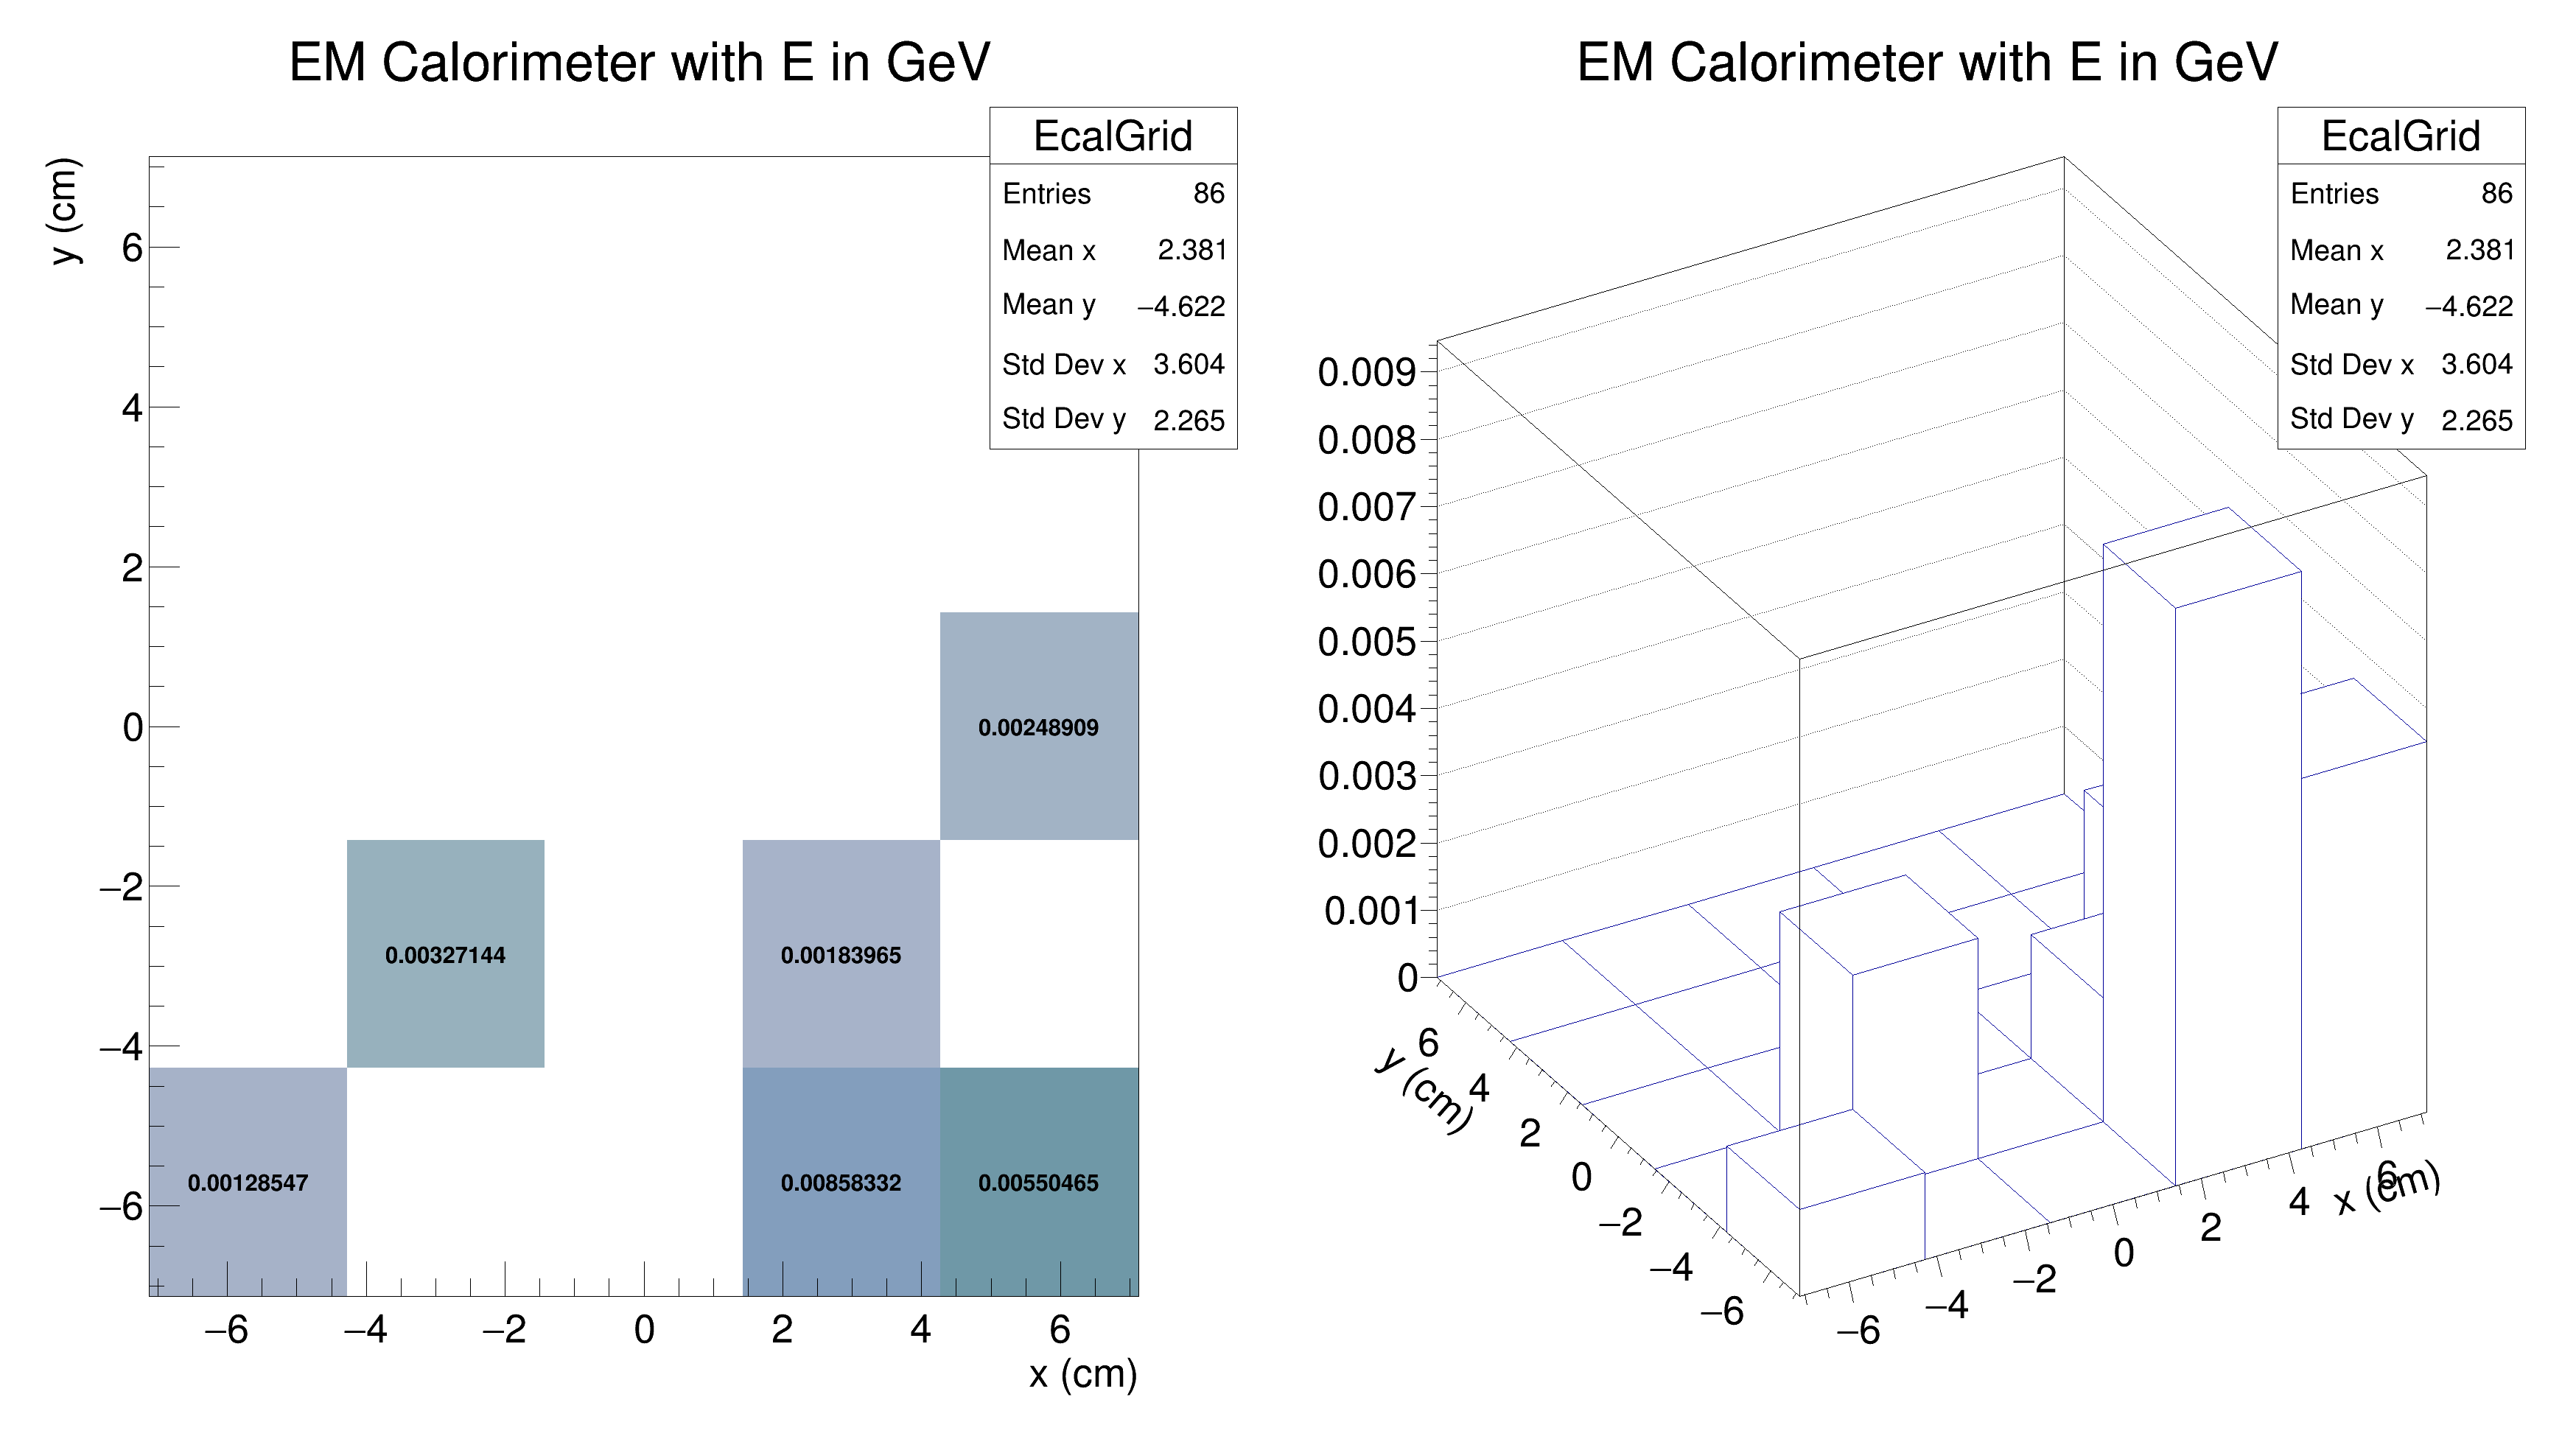 EM Calorimeter with E in GeV
EcalGrid
Entries 86
Mean x 2.381
Mean y −4.622
Std Dev x 3.604
Std Dev y 2.265
y (cm)
6
4
2
0
−2
−4
−6
0.00248909
0.00327144
0.00183965
0.00128547
0.00858332
0.00550465
−6 −4 −2 0 2 4 6
x (cm)
EM Calorimeter with E in GeV
EcalGrid
Entries 86
Mean x 2.381
Mean y −4.622
Std Dev x 3.604
Std Dev y 2.265
0.009
0.008
0.007
0.006
0.005
0.004
0.003
0.002
0.001
0
6
4
2
0
−2
−4
−6
y (cm)
−6
−4
−2
0
2
4
6
x (cm)